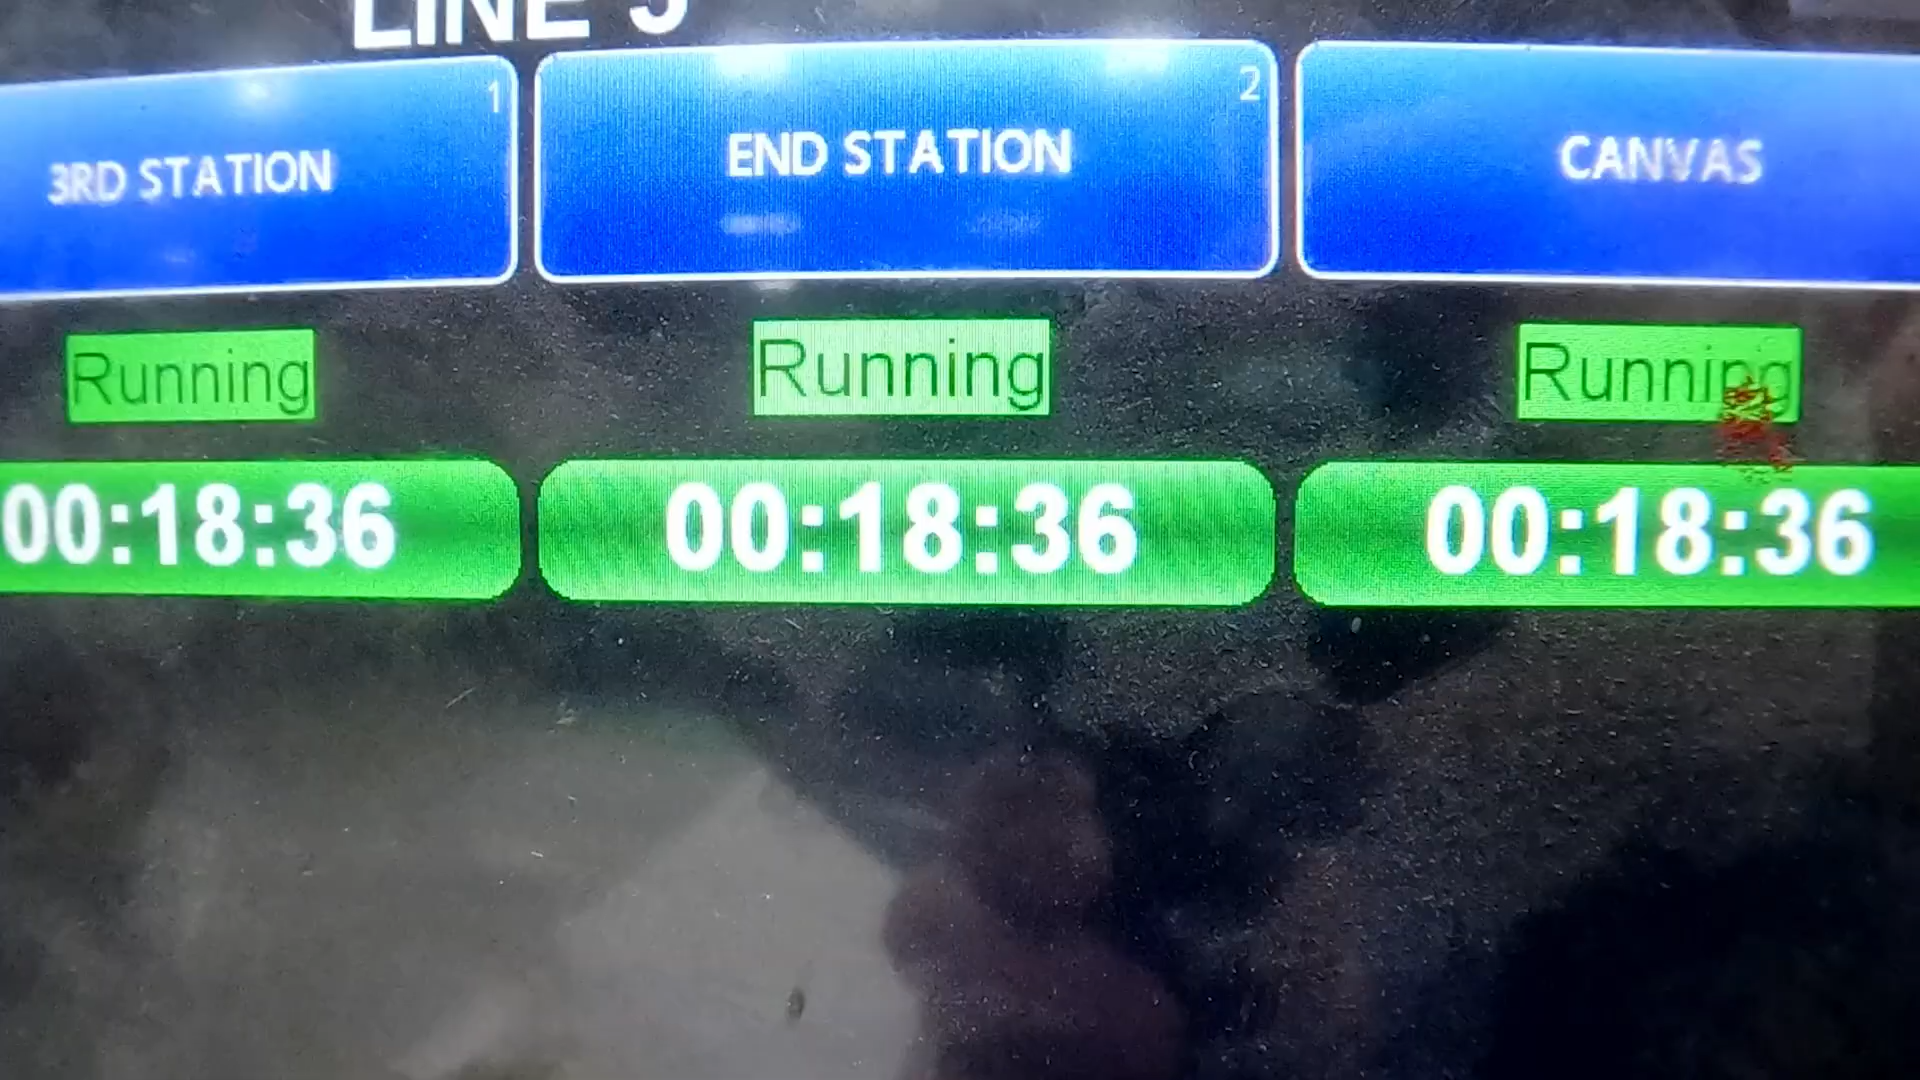 LINE
1
2
3RD STATION
END STATION
CANVAS
Running
Running
Running
00:18:36
00:18:36
00:18:36